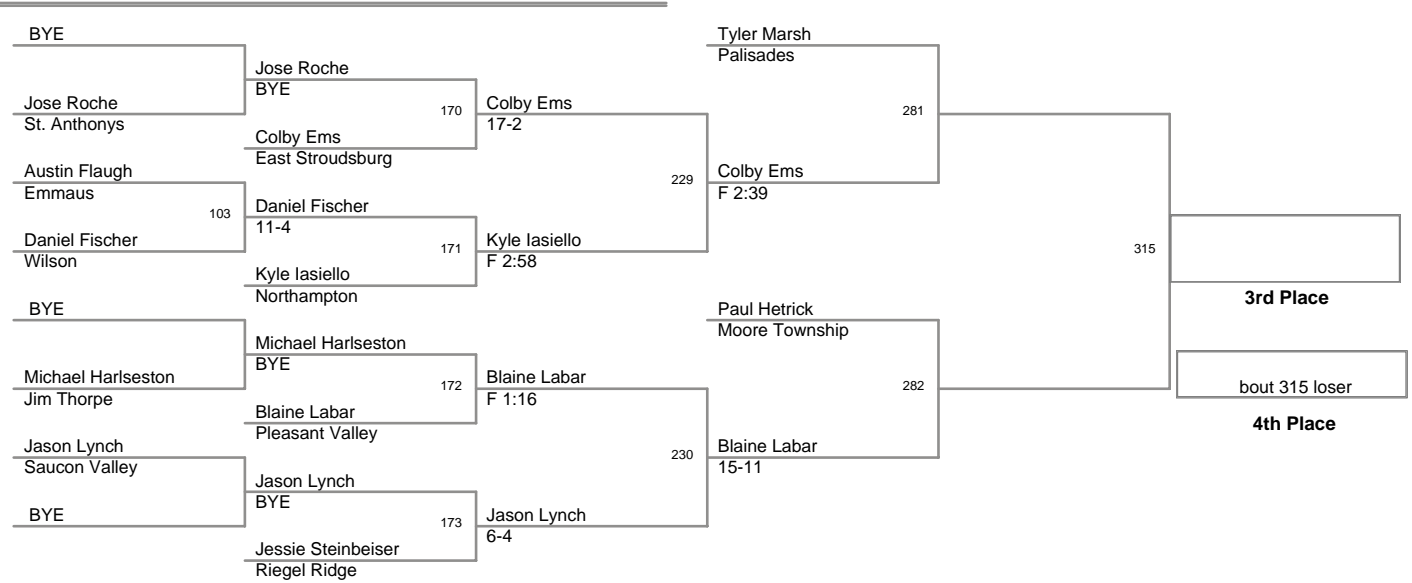 BYE
Jose Roche
St. Anthonys
Austin Flaugh
Emmaus
103
Daniel Fischer
Wilson
BYE
Michael Harlseston
Jim Thorpe
Jason Lynch
Saucon Valley
BYE
Jose Roche
BYE
170
Colby Ems
East Stroudsburg
Daniel Fischer
11-4
171
Kyle Iasiello
Northampton
Michael Harlseston
BYE
172
Blaine Labar
Pleasant Valley
Jason Lynch
BYE
173
Jessie Steinbeiser
Riegel Ridge
Colby Ems
17-2
229
Kyle Iasiello
F 2:58
Blaine Labar
F 1:16
230
Jason Lynch
6-4
Tyler Marsh
Palisades
281
Colby Ems
F 2:39
Paul Hetrick
Moore Township
282
Blaine Labar
15-11
315
3rd Place
bout 315 loser
4th Place